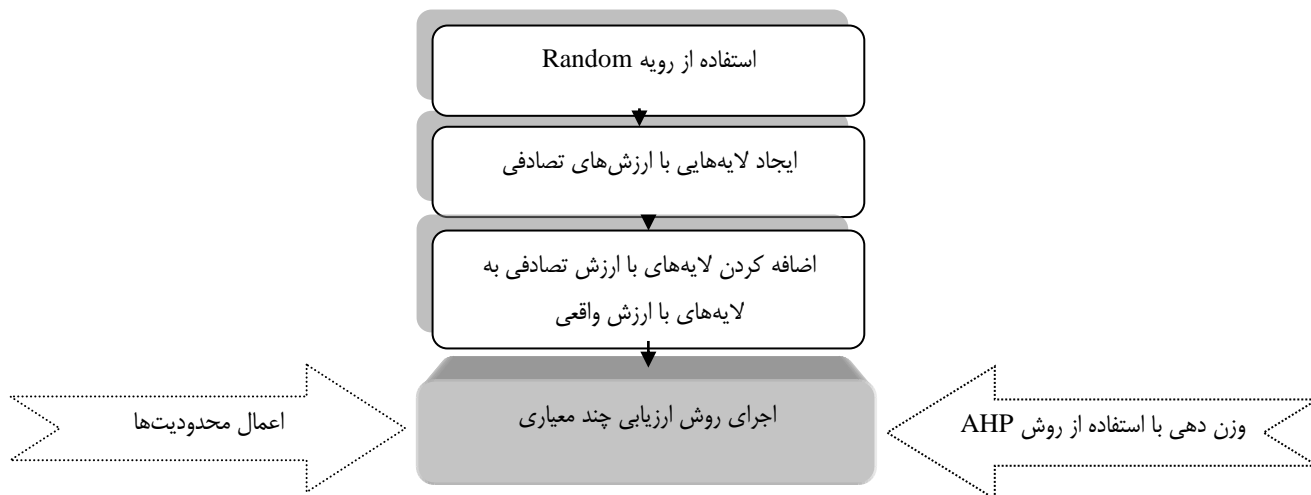 استفاده از رویه Random
ایجاد لایه‌هایی با ارزش‌های تصادفی
اضافه کردن لایه‌های با ارزش تصادفی به
لایه‌های با ارزش واقعی
اجرای روش ارزیابی چند معیاری
وزن دهی با استفاده از روش AHP
اعمال محدودیت‌ها